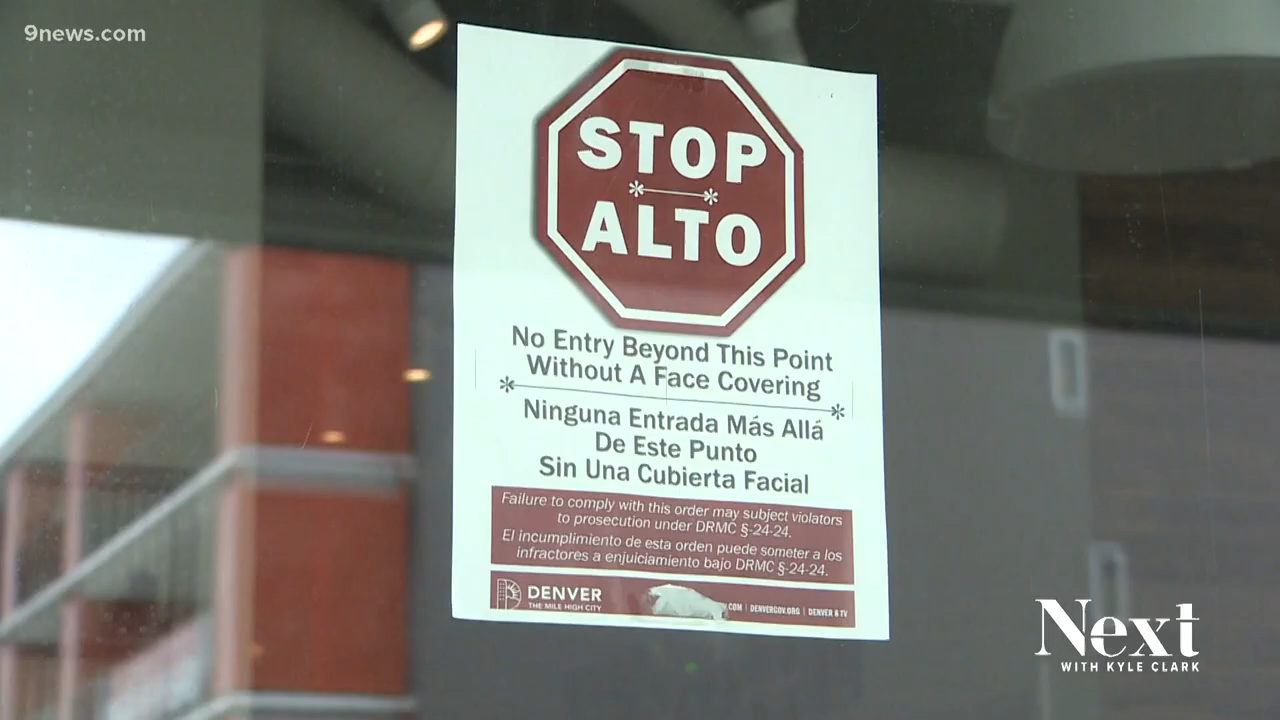 9news.com
STOP
ALTO
No Entry Beyond This Point
Without A Face Covering
Ninguna Entrada Más Allá
De Este Punto
Sin Una Cubierta Facial
Failure to comply with this order may subject violators
to prosecution under DRMC §-24-24.
El incumplimiento de esta orden puede someter a los
infractores a enjuiciamiento bajo DRMC §-24-24.
DENVER
THE MILE HIGH CITY
.COM | DENVERGOV.ORG | DENVER 8 TV
Next
WITH KYLE CLARK